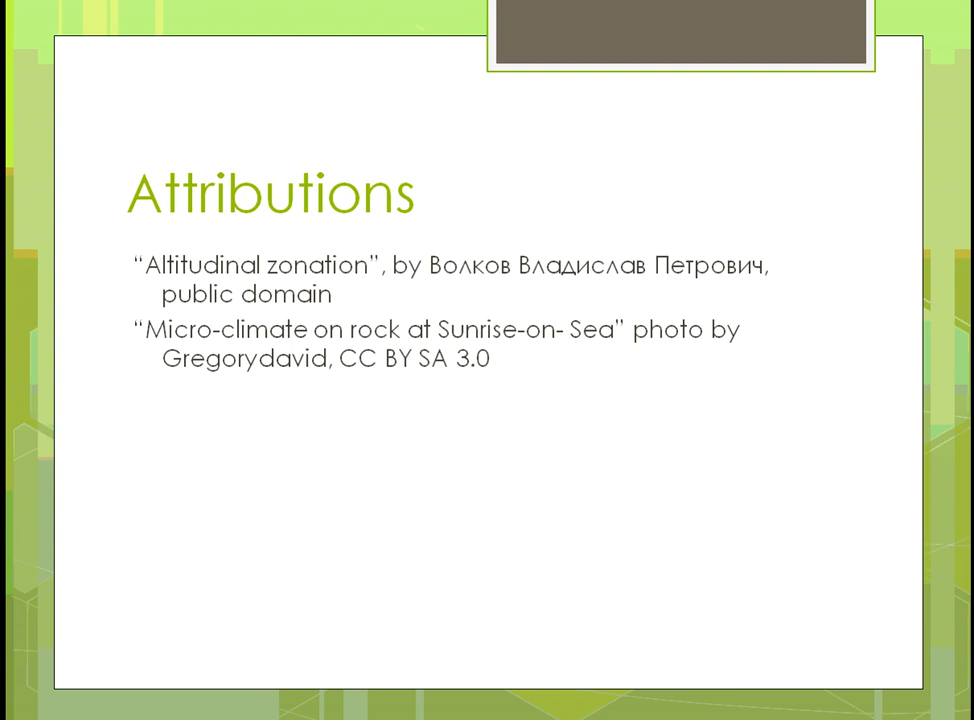 Attributions
“Altitudinal zonation”, by Волков Владислав Петрович,
public domain
“Micro-climate on rock at Sunrise-on- Sea” photo by
Gregorydavid, CC BY SA 3.0